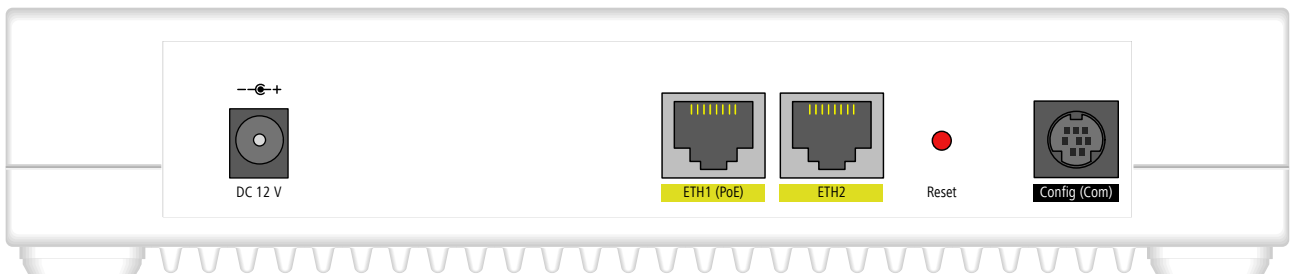 DC 12 V
ETH1 (PoE)
ETH2
Reset
Config (Com)